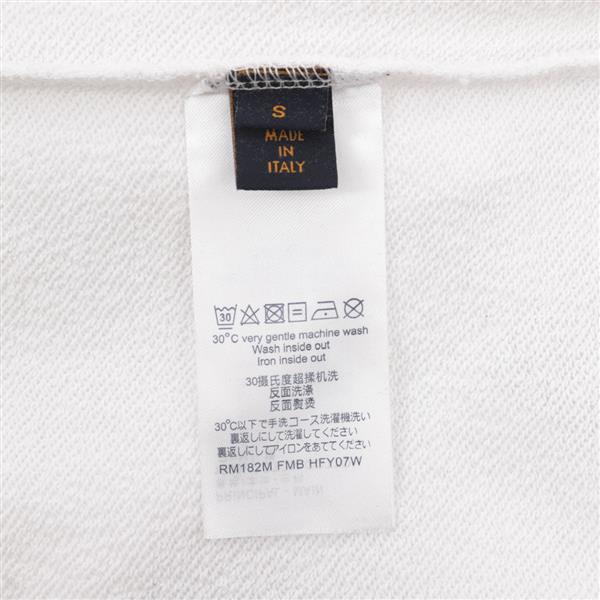 S
MADE
IN
ITALY
30
30°C very gentle machine wash
Wash inside out
Iron inside out
30摄氏度超揉机洗
反面洗涤
反面熨烫
30℃以下で手洗コース洗濯機洗い
裏返しにして洗濯してください
裏返しにしてアイロンをあててください
RM182M FMB HFY07W
PRINCIPAL - MAIN